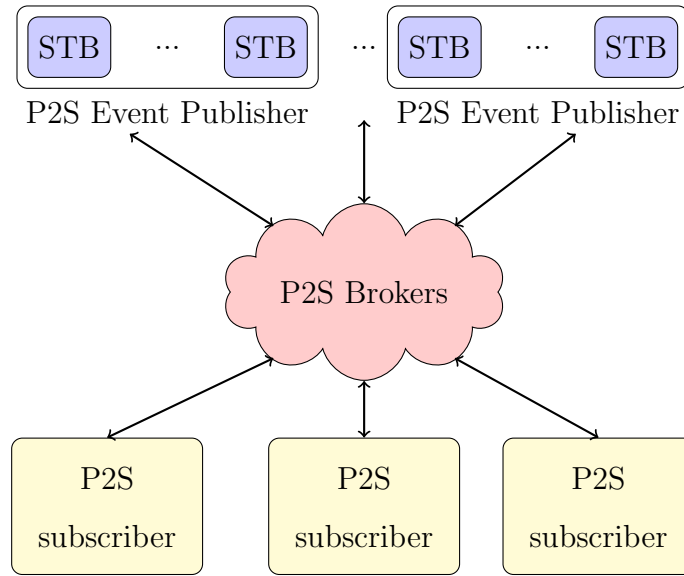 STB ... STB ... STB ... STB
P2S Event Publisher P2S Event Publisher
P2S Brokers
P2S P2S P2S
subscriber subscriber subscriber